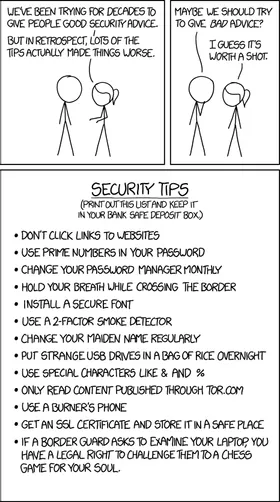 WE'VE BEEN TRYING FOR DECADES TO
GIVE PEOPLE GOOD SECURITY ADVICE.
BUT IN RETROSPECT, LOTS OF THE
TIPS ACTUALLY MADE THINGS WORSE.
MAYBE WE SHOULD TRY
TO GIVE BAD ADVICE?
I GUESS IT'S
WORTH A SHOT.
SECURITY TIPS
(PRINT OUT THIS LIST AND KEEP IT
IN YOUR BANK SAFE DEPOSIT BOX.)
• DON'T CLICK LINKS TO WEBSITES
• USE PRIME NUMBERS IN YOUR PASSWORD
• CHANGE YOUR PASSWORD MANAGER MONTHLY
• HOLD YOUR BREATH WHILE CROSSING THE BORDER
• INSTALL A SECURE FONT
• USE A 2-FACTOR SMOKE DETECTOR
• CHANGE YOUR MAIDEN NAME REGULARLY
• PUT STRANGE USB DRIVES IN A BAG OF RICE OVERNIGHT
• USE SPECIAL CHARACTERS LIKE & AND %
• ONLY READ CONTENT PUBLISHED THROUGH TOR.COM
• USE A BURNER'S PHONE
• GET AN SSL CERTIFICATE AND STORE IT IN A SAFE PLACE
• IF A BORDER GUARD ASKS TO EXAMINE YOUR LAPTOP, YOU
HAVE A LEGAL RIGHT TO CHALLENGE THEM TO A CHESS
GAME FOR YOUR SOUL.